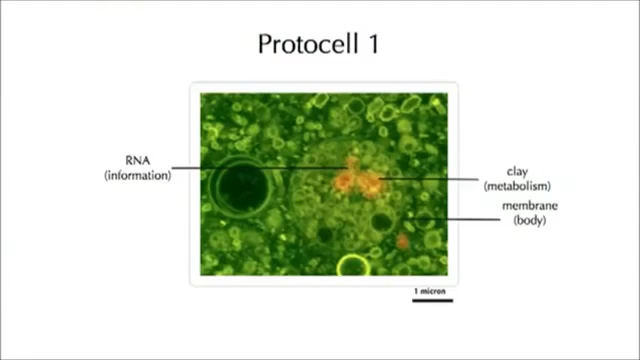 Protocell 1
RNA
(information)
clay
(metabolism)
membrane
(body)
1 micron